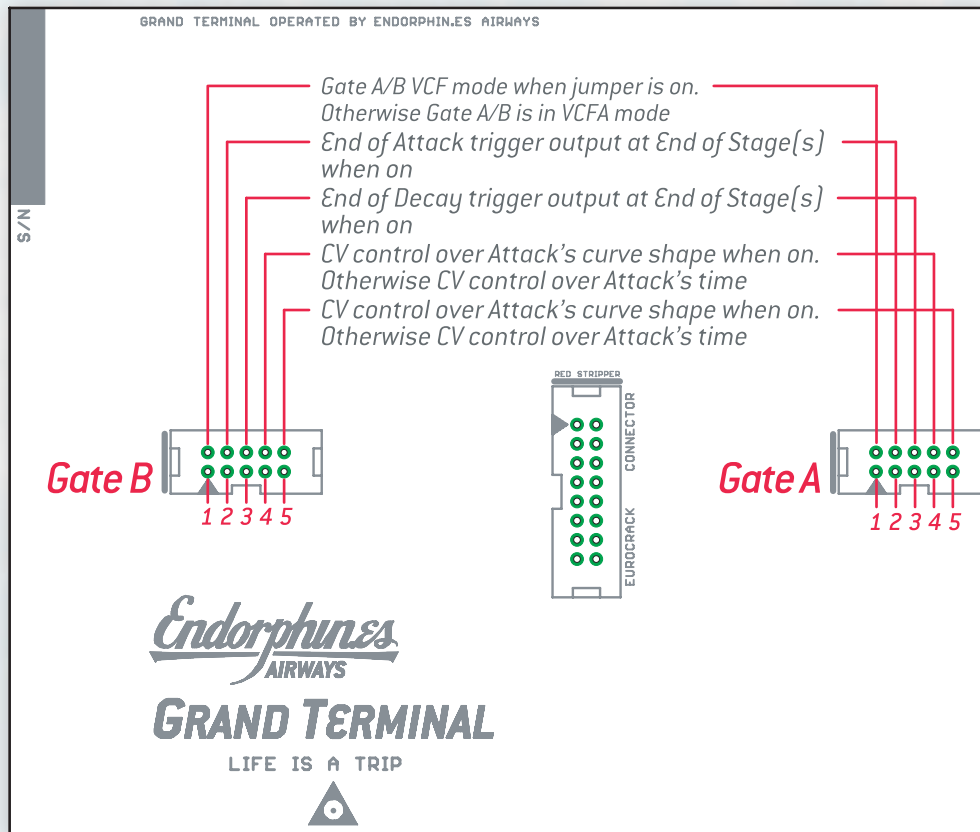 GRAND TERMINAL OPERATED BY ENDORPHIN.ES AIRWAYS
S/N
Gate A/B VCF mode when jumper is on.
Otherwise Gate A/B is in VCFA mode
End of Attack trigger output at End of Stage(s)
when on
End of Decay trigger output at End of Stage(s)
when on
CV control over Attack's curve shape when on.
Otherwise CV control over Attack's time
CV control over Attack's curve shape when on.
Otherwise CV control over Attack's time
RED STRIPPER
EUROCRACK CONNECTOR
Gate B
1 2 3 4 5
Gate A
1 2 3 4 5
Endorphin.es
AIRWAYS
GRAND TERMINAL
LIFE IS A TRIP